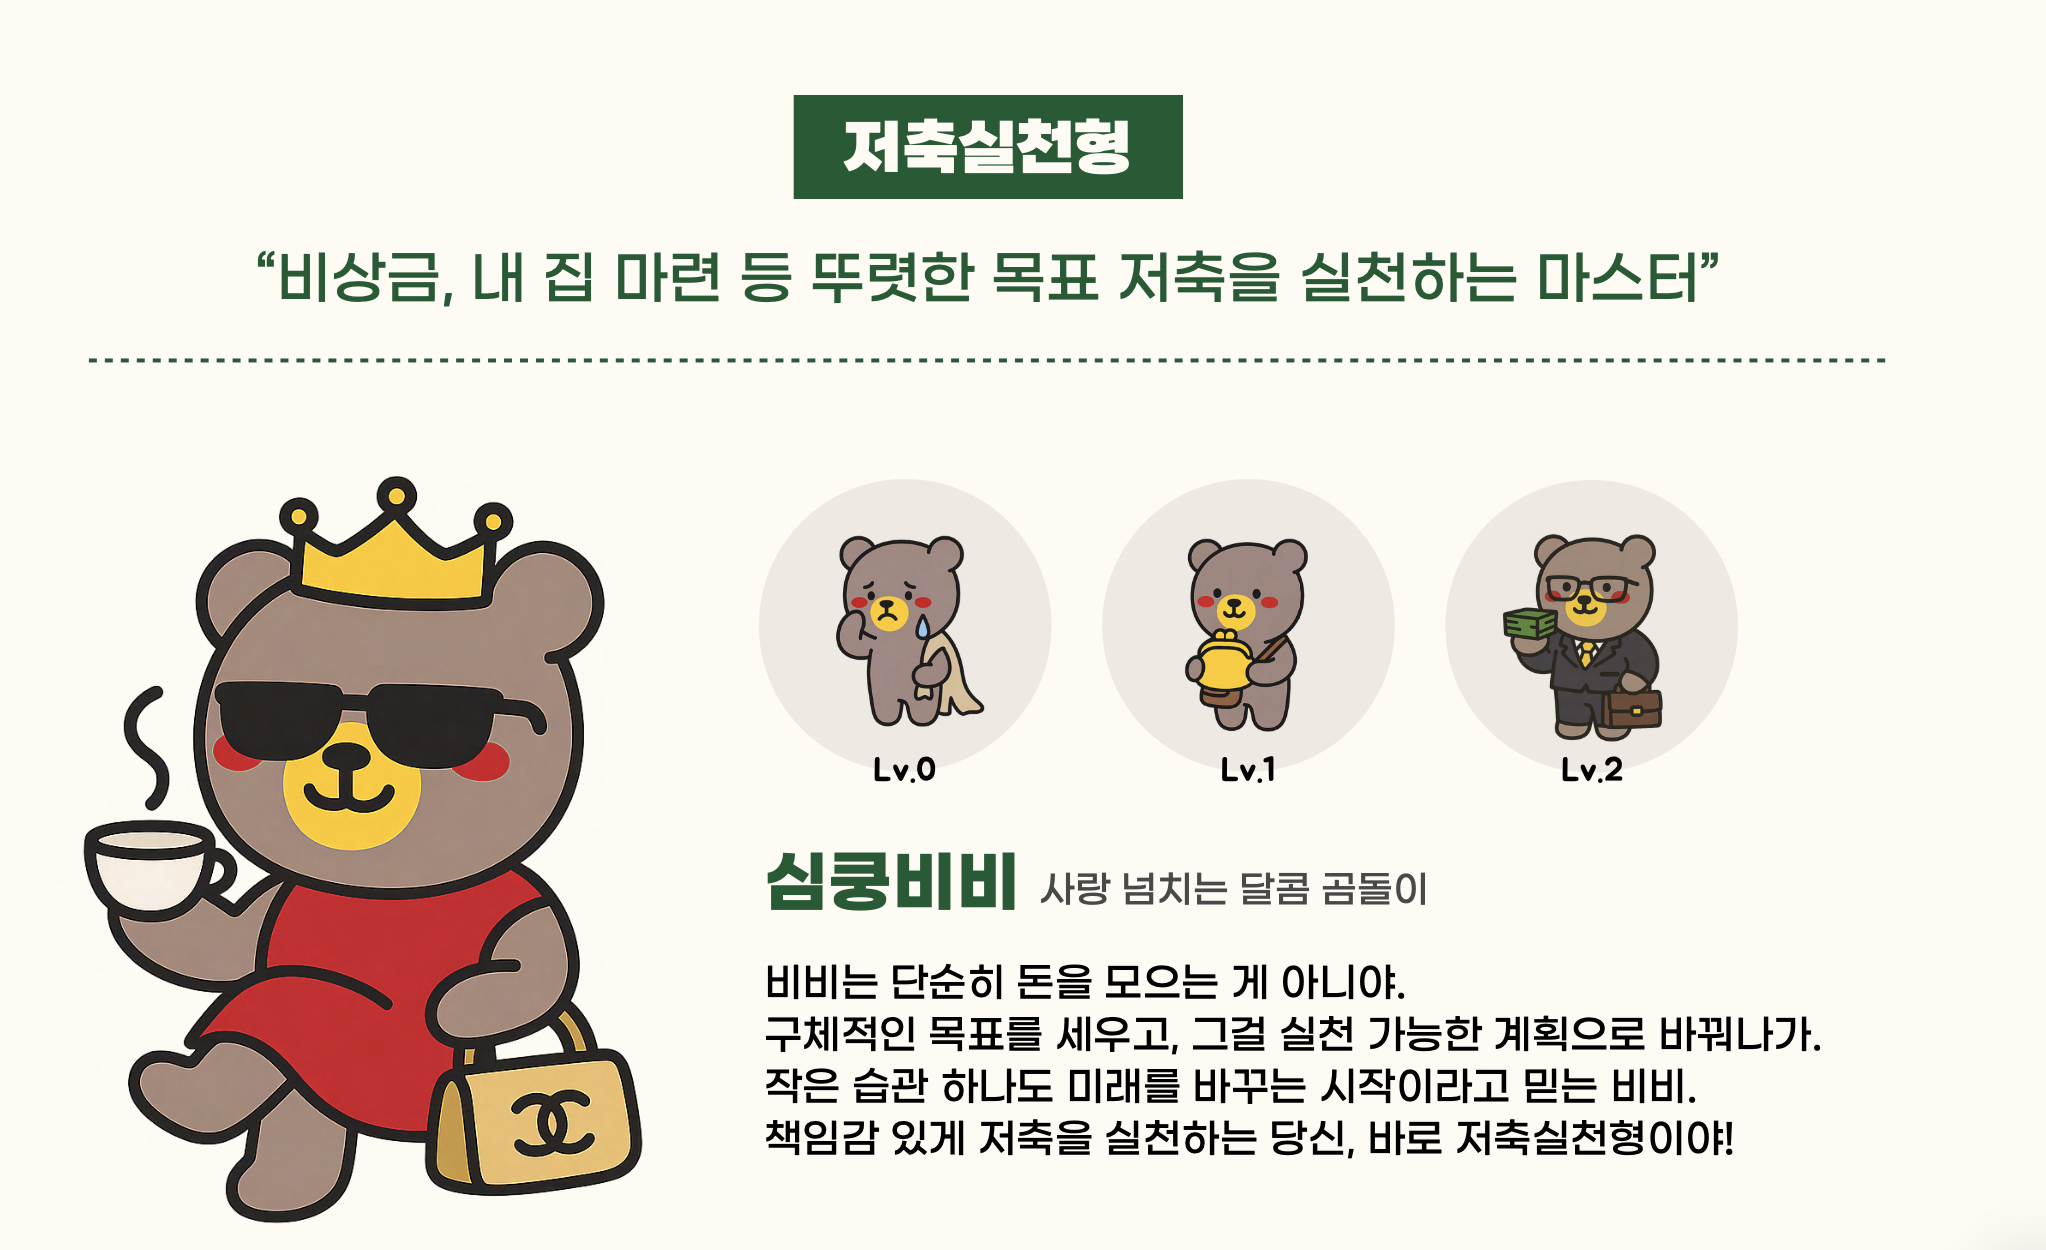 저축실천형
“비상금, 내 집 마련 등 뚜렷한 목표 저축을 실천하는 마스터”
Lv.0
Lv.1
Lv.2
심쿵비비 사랑 넘치는 달콤 곰돌이
비비는 단순히 돈을 모으는 게 아니야.
구체적인 목표를 세우고, 그걸 실천 가능한 계획으로 바꿔나가.
작은 습관 하나도 미래를 바꾸는 시작이라고 믿는 비비.
책임감 있게 저축을 실천하는 당신, 바로 저축실천형이야!